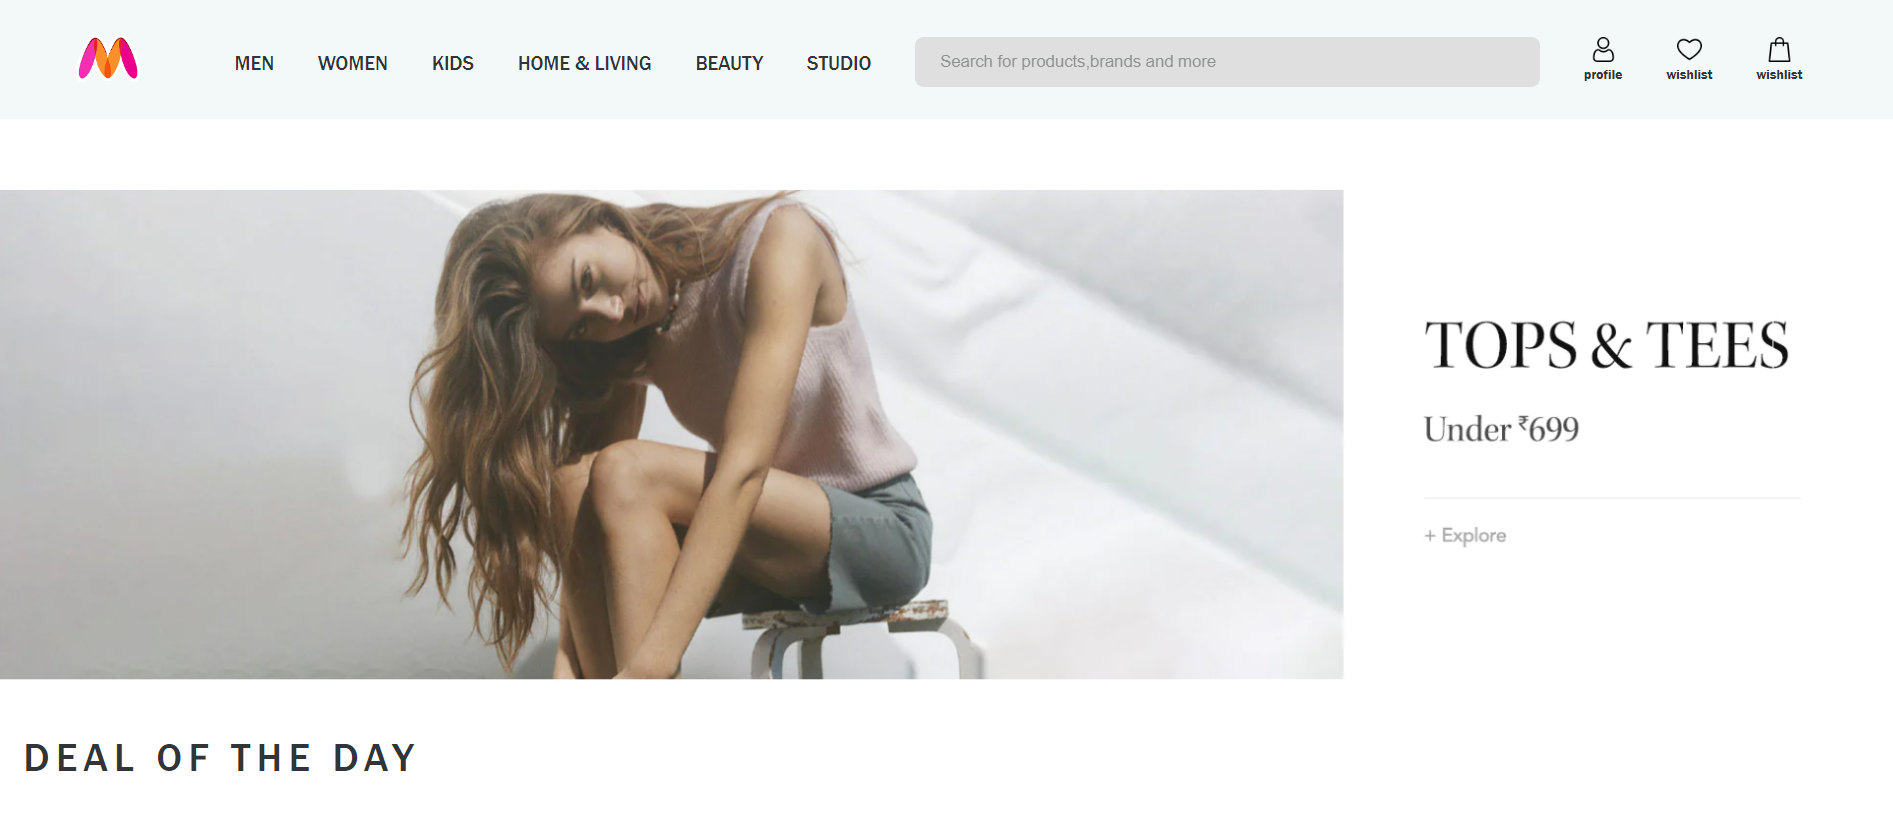 MEN WOMEN KIDS HOME & LIVING BEAUTY STUDIO
Search for products,brands and more
profile wishlist wishlist
TOPS & TEES
Under ₹699
+ Explore
DEAL OF THE DAY